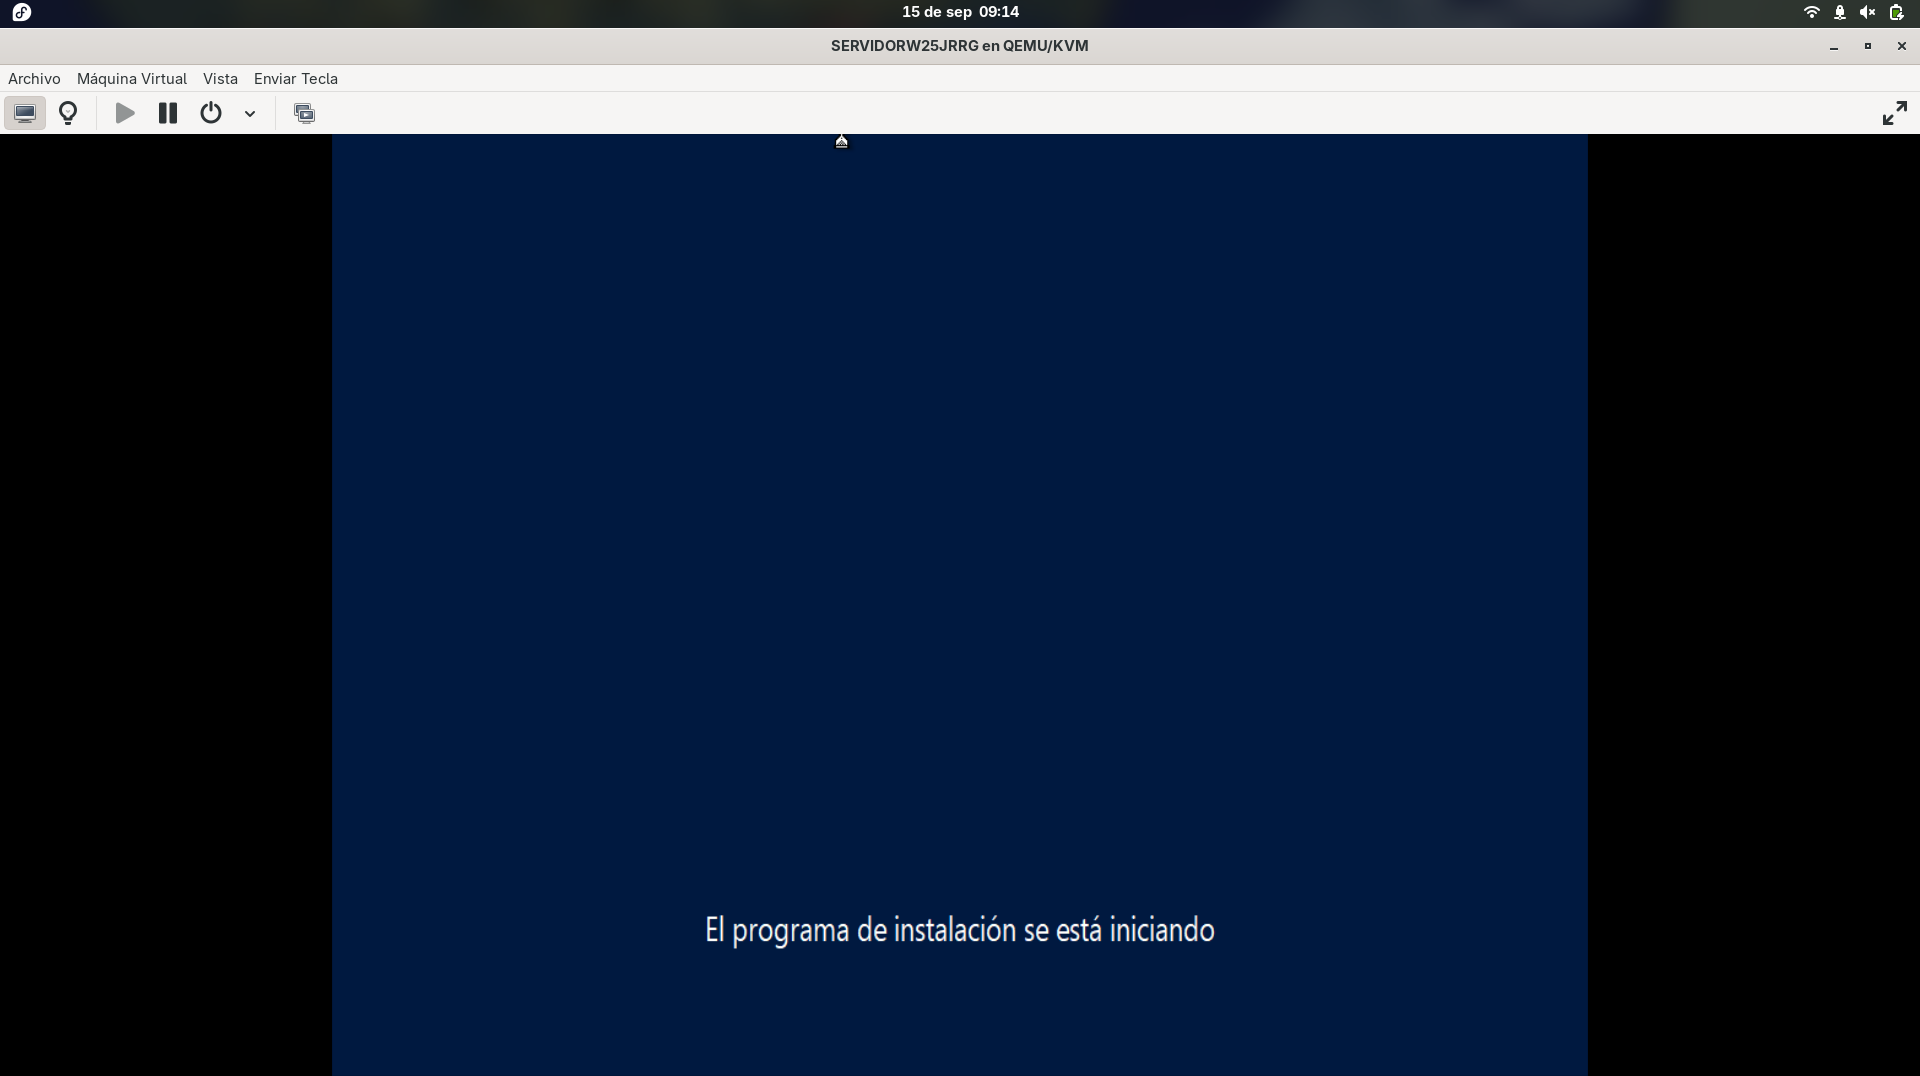 15 de sep 09:14
SERVIDORW25JRRG en QEMU/KVM
Archivo Máquina Virtual Vista Enviar Tecla
El programa de instalación se está iniciando